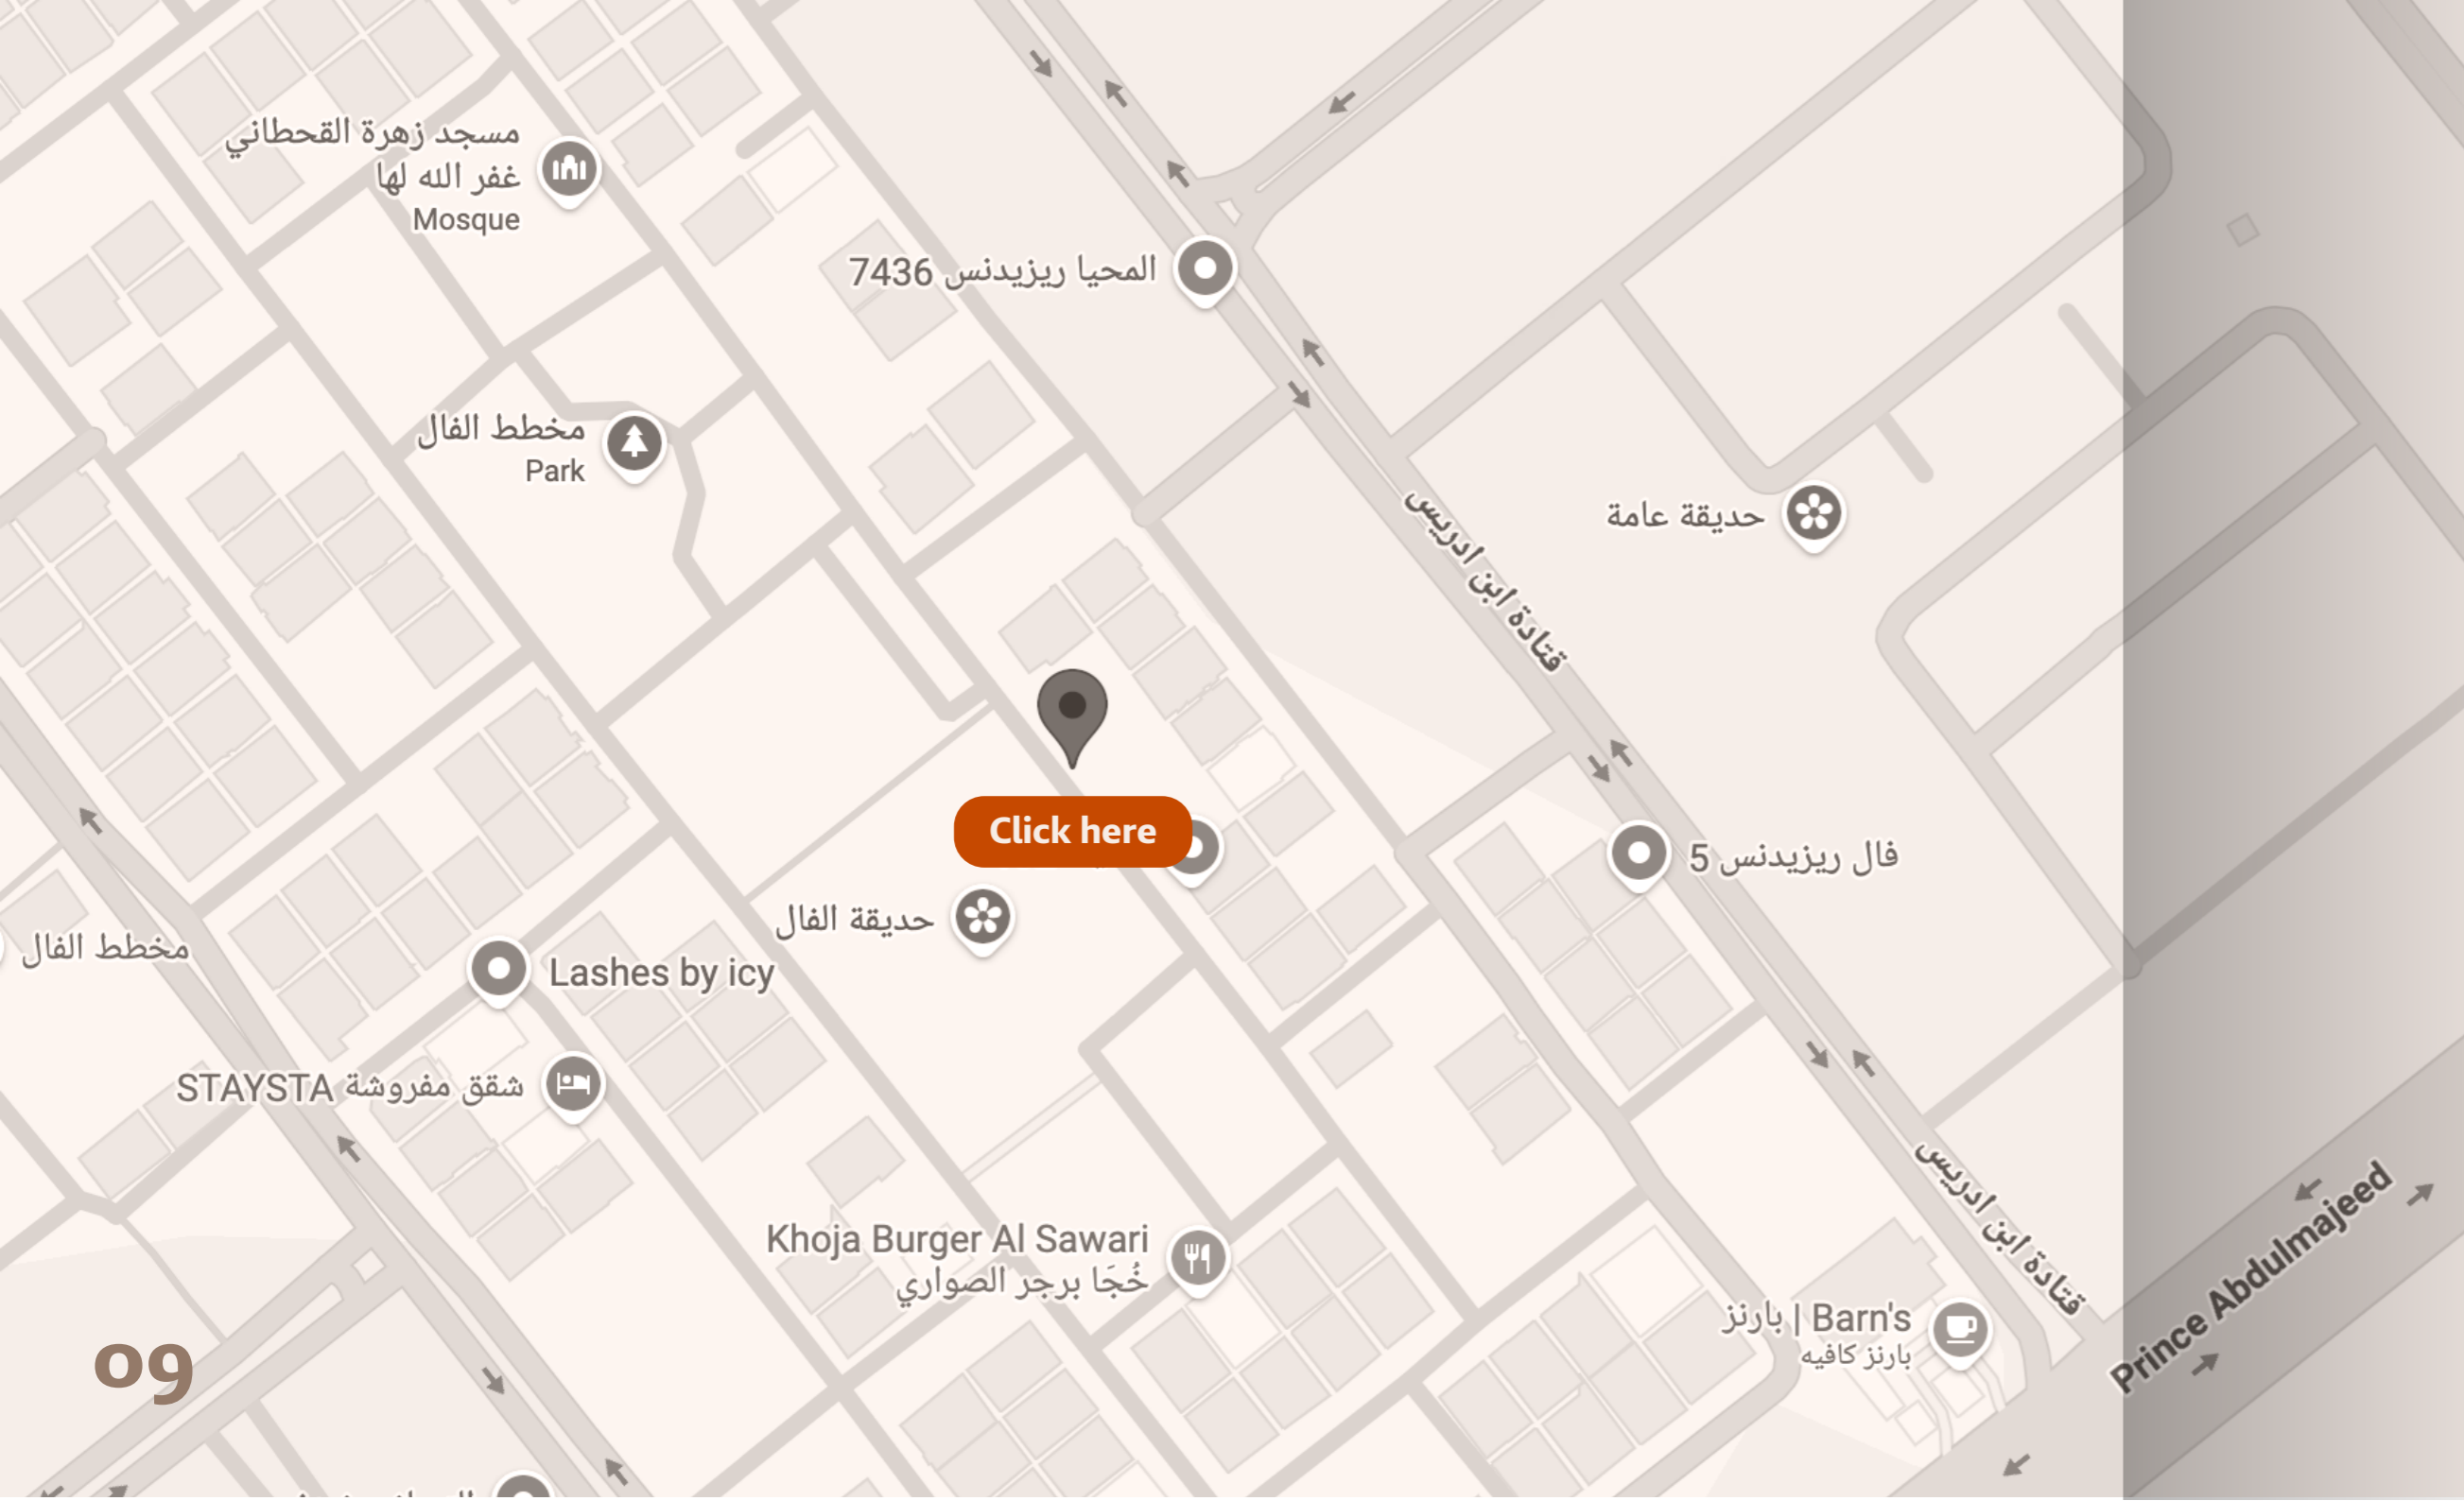 مسجد زهرة القحطاني
غفر الله لها
Mosque
المحيا ريزيدنس 7436
مخطط الفال
Park
حديقة عامة
قتادة ابن ادريس
Click here
فال ريزيدنس 5
حديقة الفال
مخطط الفال
Lashes by icy
شقق مفروشة STAYSTA
Khoja Burger Al Sawari
خُجَا برجر الصواري
قتادة ابن ادريس
Prince Abdulmajeed
بارنز | Barn's
بارنز كافيه
09